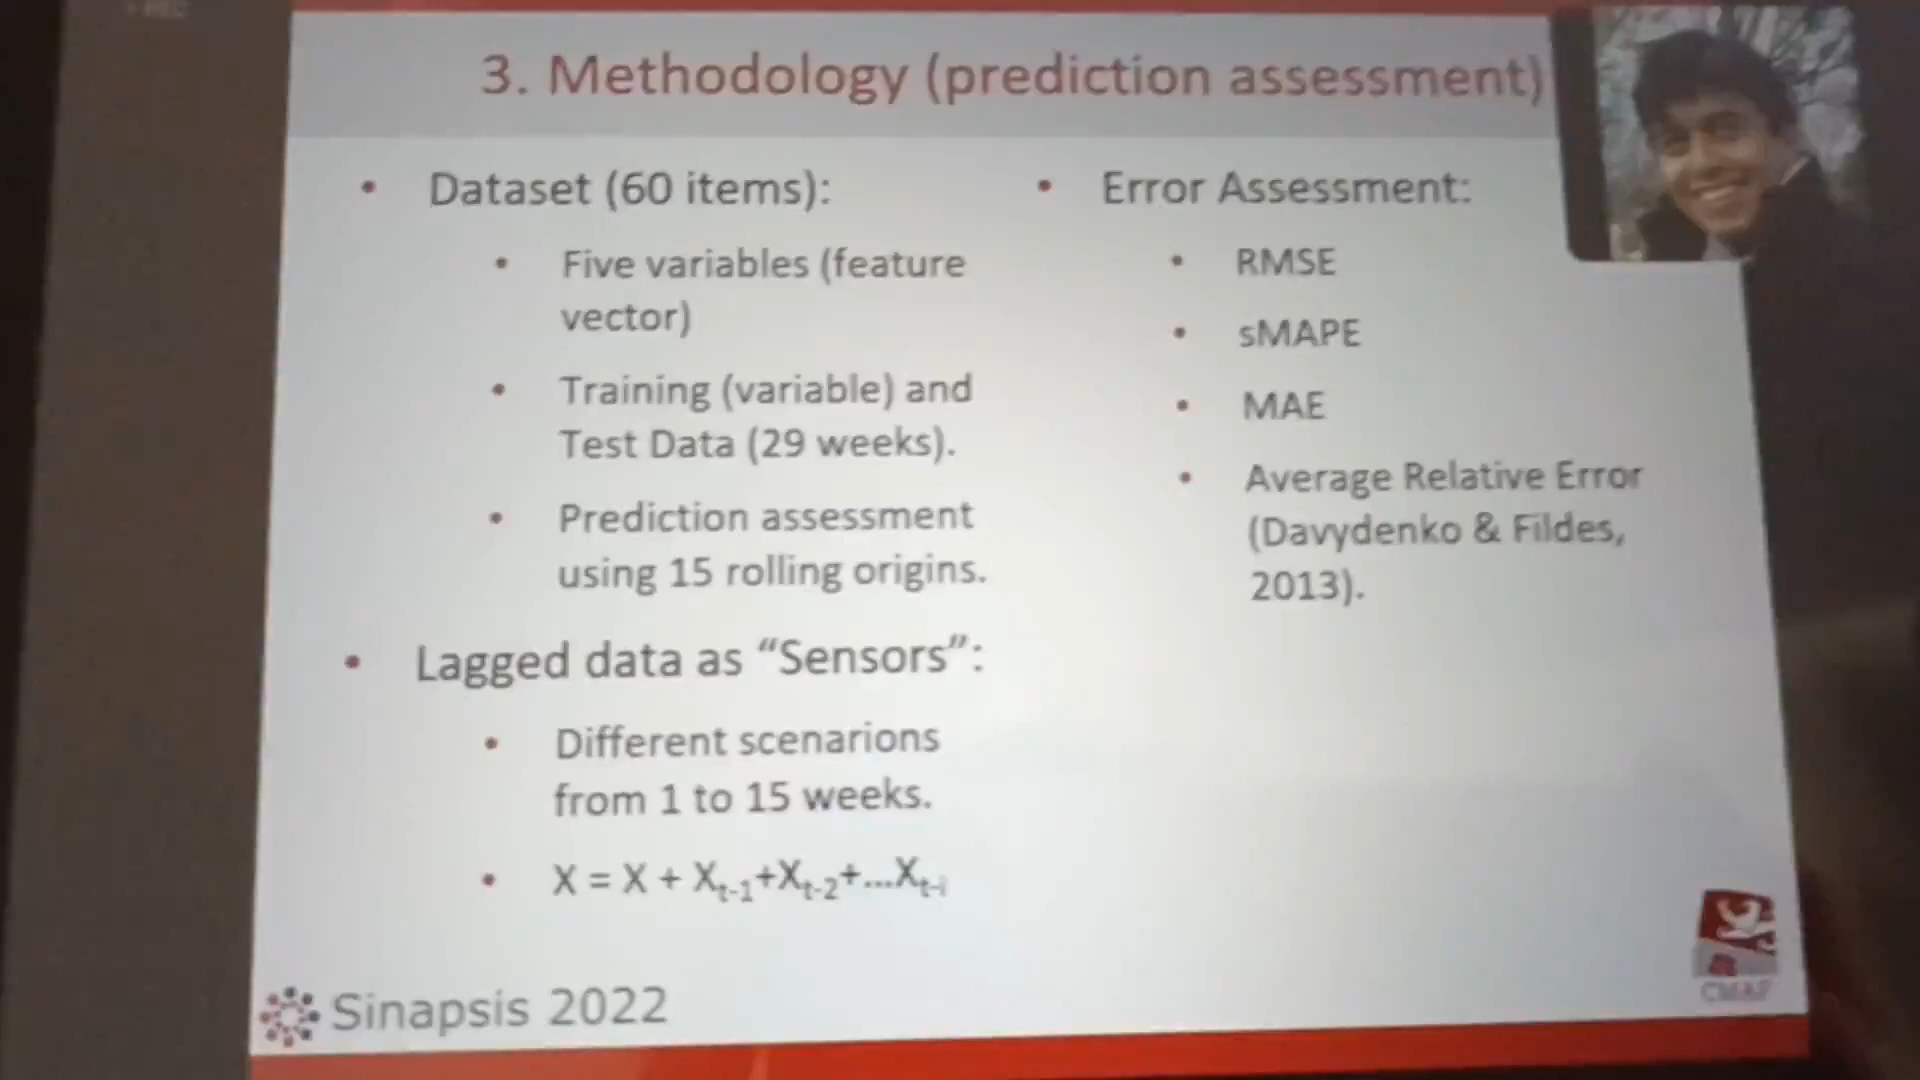 3. Methodology (prediction assessment)
• Dataset (60 items):
• Five variables (feature
vector)
• Training (variable) and
Test Data (29 weeks).
• Prediction assessment
using 15 rolling origins.
• Lagged data as “Sensors”:
• Different scenarions
from 1 to 15 weeks.
• X = X + Xt-1+Xt-2+...Xt-i
• Error Assessment:
• RMSE
• sMAPE
• MAE
• Average Relative Error
(Davydenko & Fildes,
2013).
Sinapsis 2022
CMAF